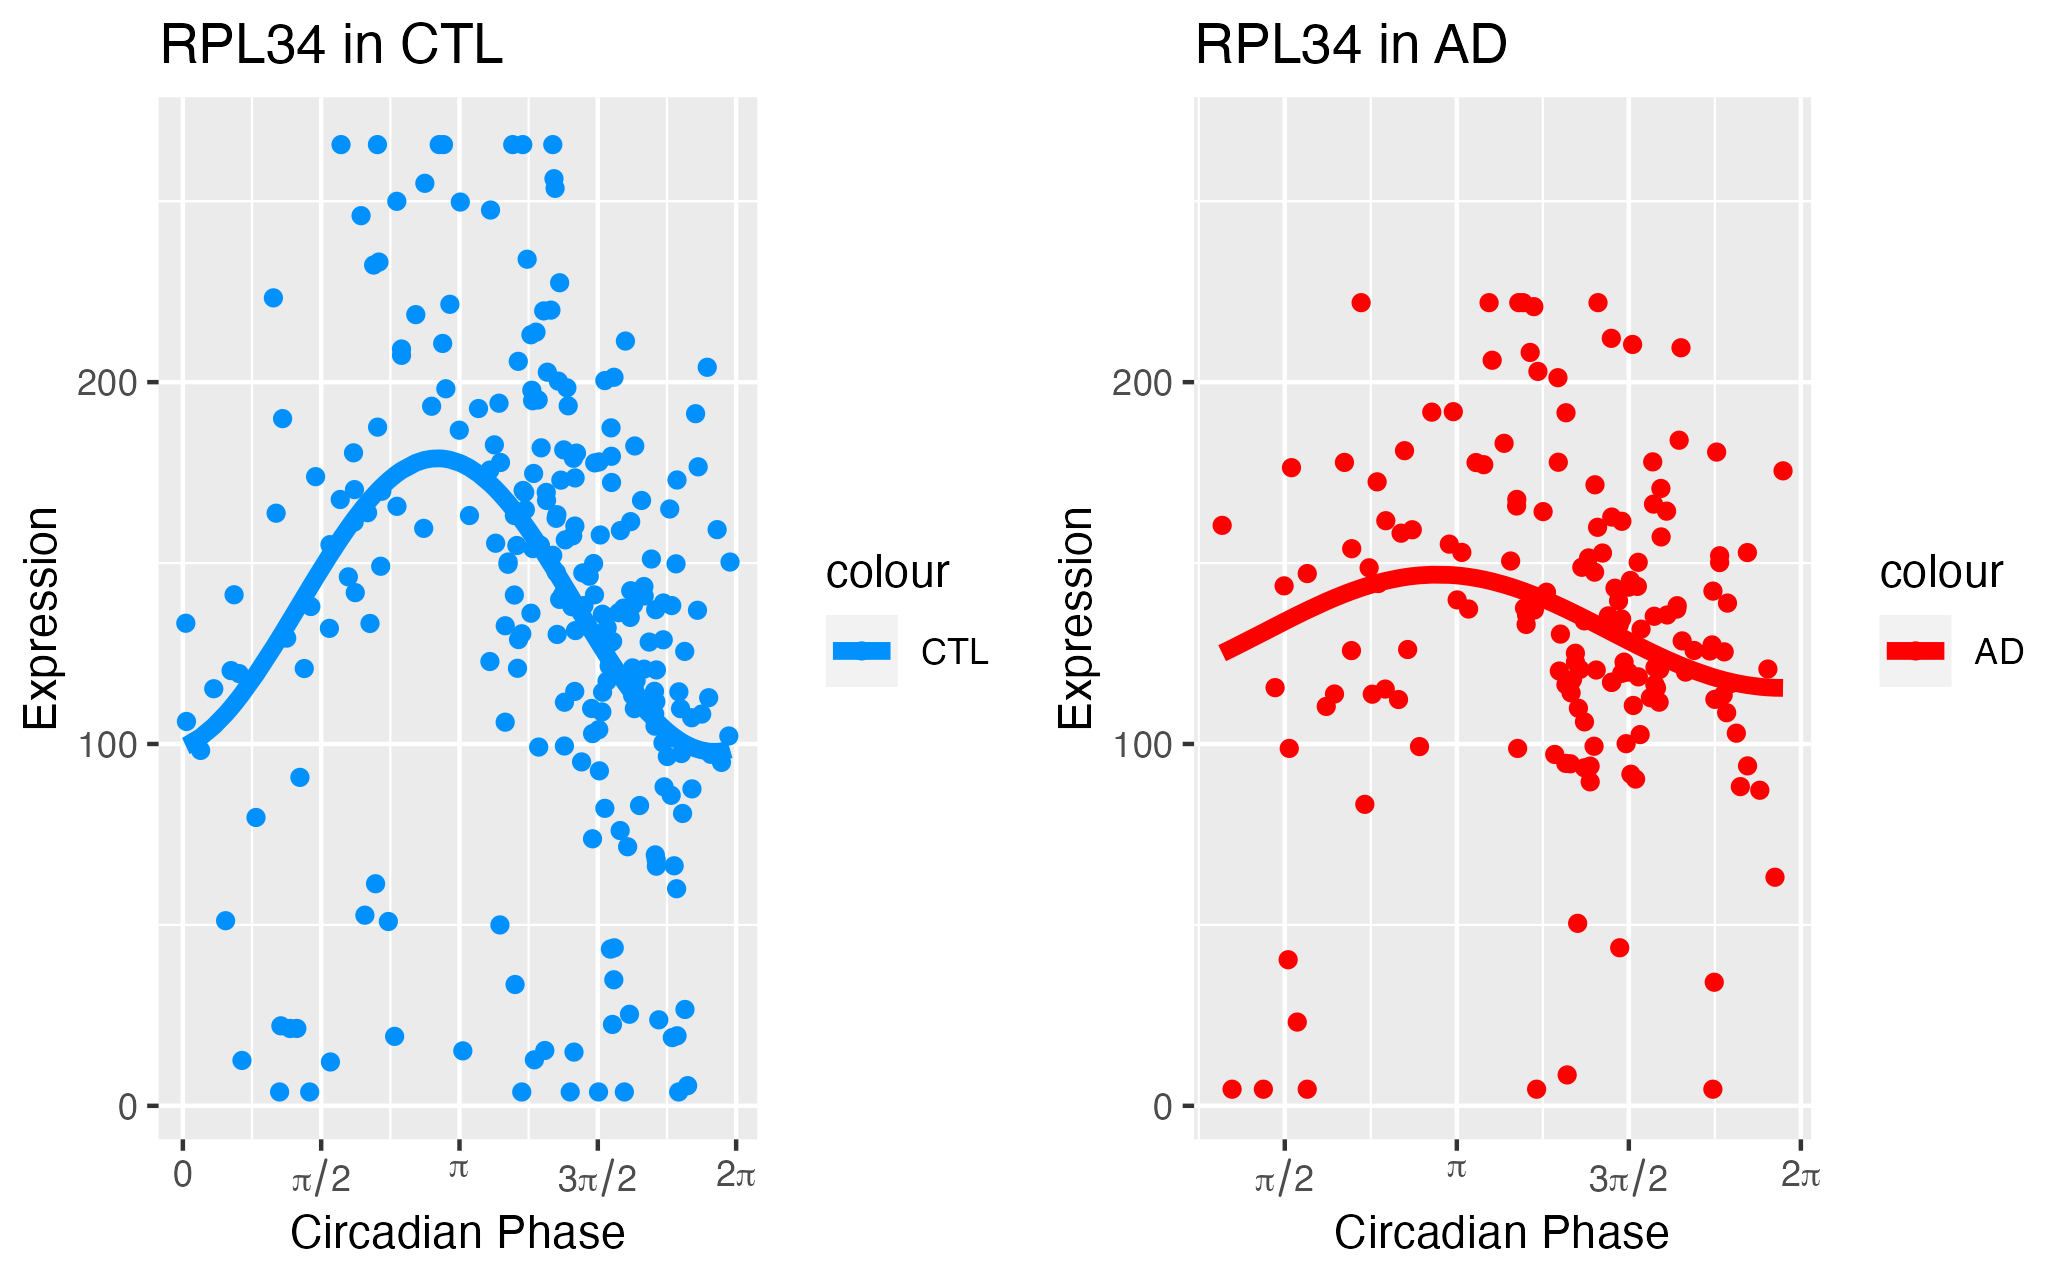 RPL34 in CTL
Expression
200
100
0
0
π/2
π
3π/2
2π
Circadian Phase
colour
CTL
RPL34 in AD
Expression
200
100
0
π/2
π
3π/2
2π
Circadian Phase
colour
AD